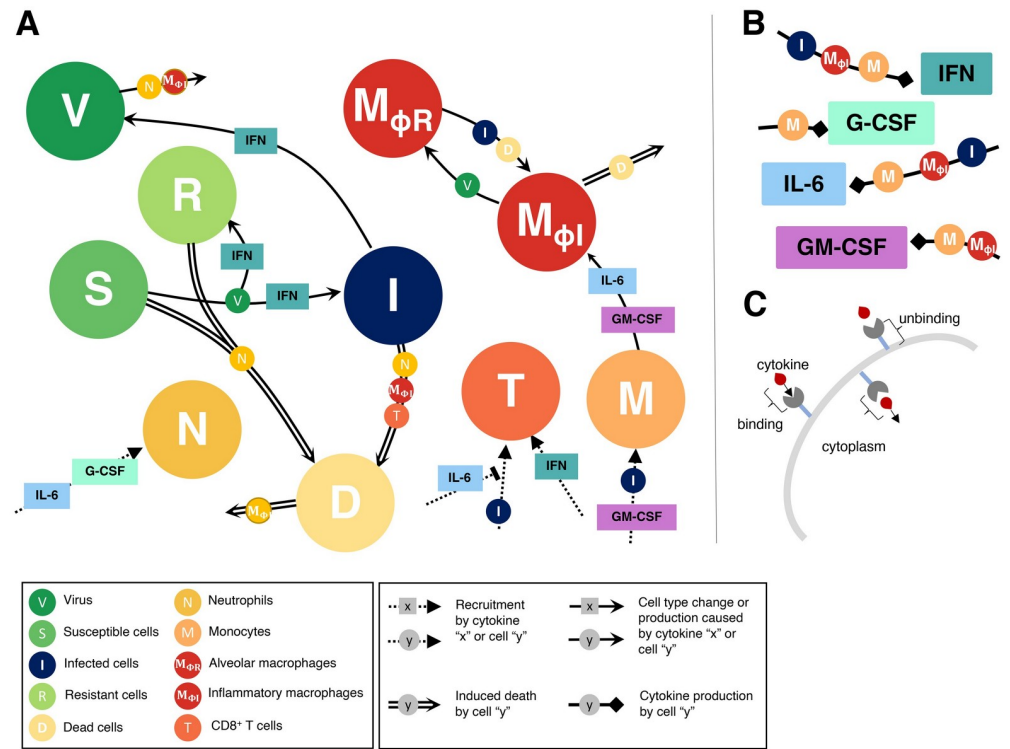 A
V
N
MΦI
IFN
R
IFN
S
V
IFN
I
N
N
MΦI
T
N
G-CSF
IL-6
D
MΦI
MϕR
I
D
V
D
MϕI
IL-6
GM-CSF
T
M
IL-6
I
IFN
I
GM-CSF
B
I
MϕI
M
IFN
M
G-CSF
IL-6
M
MϕI
I
GM-CSF
M
MϕI
C
unbinding
cytokine
binding
cytoplasm
V Virus
S Susceptible cells
I Infected cells
R Resistant cells
D Dead cells
N Neutrophils
M Monocytes
MΦR Alveolar macrophages
MΦI Inflammatory macrophages
T CD8⁺ T cells
x
y
Recruitment
by cytokine
“x” or cell “y”
x
y
Cell type change or
production caused
by cytokine “x” or
cell “y”
y
Induced death
by cell “y”
y
Cytokine production
by cell “y”